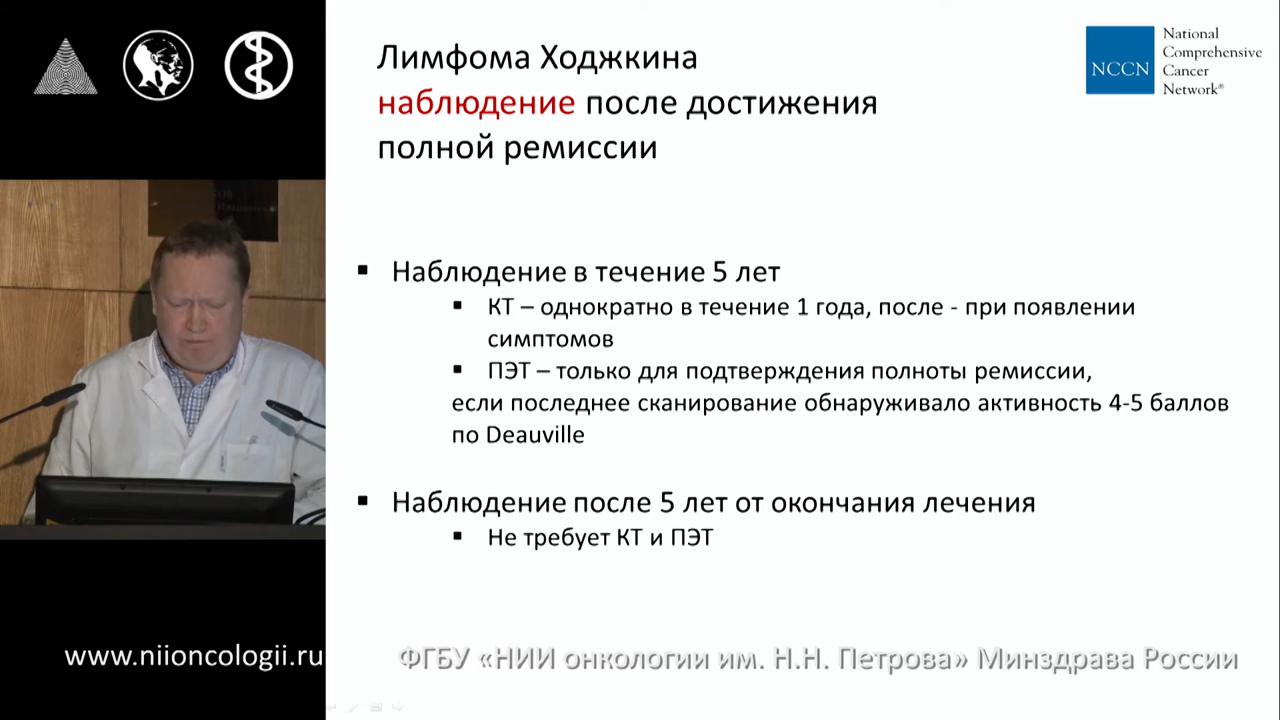 Лимфома Ходжкина
наблюдение после достижения
полной ремиссии
NCCN
National
Comprehensive
Cancer
Network®
Наблюдение в течение 5 лет
КТ – однократно в течение 1 года, после - при появлении
симптомов
ПЭТ – только для подтверждения полноты ремиссии,
если последнее сканирование обнаруживало активность 4-5 баллов
по Deauville
Наблюдение после 5 лет от окончания лечения
Не требует КТ и ПЭТ
www.niioncologii.ru
ФГБУ «НИИ онкологии им. Н.Н. Петрова» Минздрава России